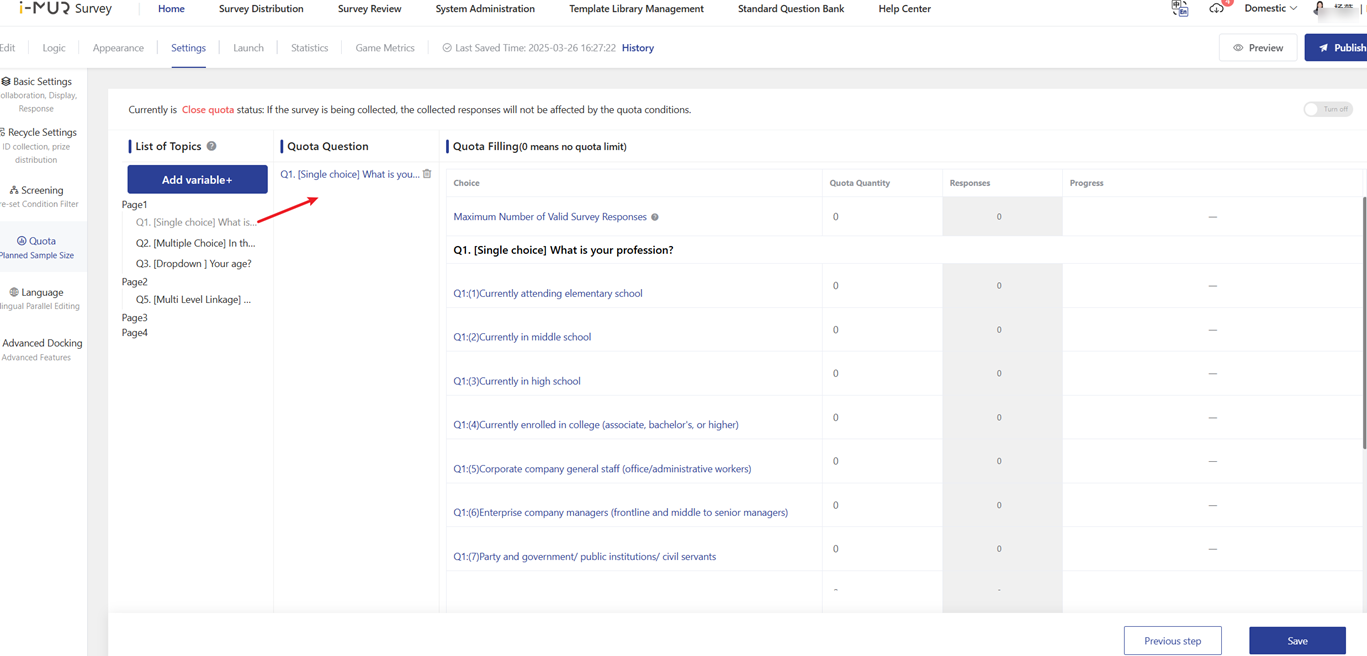 i-MUR Survey
Home
Survey Distribution
Survey Review
System Administration
Template Library Management
Standard Question Bank
Help Center
中
En
4
Domestic
Edit
Logic
Appearance
Settings
Launch
Statistics
Game Metrics
Last Saved Time: 2025-03-26 16:27:22 History
Preview
Publish
Basic Settings
ollaboration, Display,
Response
Recycle Settings
ID collection, prize
distribution
Screening
re-set Condition Filter
Quota
Planned Sample Size
Language
lingual Parallel Editing
Advanced Docking
Advanced Features
Currently is Close quota status: If the survey is being collected, the collected responses will not be affected by the quota conditions.
Turn off
List of Topics ?
Add variable+
Page1
Q1. [Single choice] What is...
Q2. [Multiple Choice] In th...
Q3. [Dropdown ] Your age?
Page2
Q5. [Multi Level Linkage] ...
Page3
Page4
Quota Question
Q1. [Single choice] What is you...
Quota Filling(0 means no quota limit)
Choice Quota Quantity Responses Progress
Maximum Number of Valid Survey Responses ? 0 0 —
Q1. [Single choice] What is your profession?
Q1:(1)Currently attending elementary school 0 0 —
Q1:(2)Currently in middle school 0 0 —
Q1:(3)Currently in high school 0 0 —
Q1:(4)Currently enrolled in college (associate, bachelor's, or higher) 0 0 —
Q1:(5)Corporate company general staff (office/administrative workers) 0 0 —
Q1:(6)Enterprise company managers (frontline and middle to senior managers) 0 0 —
Q1:(7)Party and government/ public institutions/ civil servants 0 0 —
- -
Previous step
Save